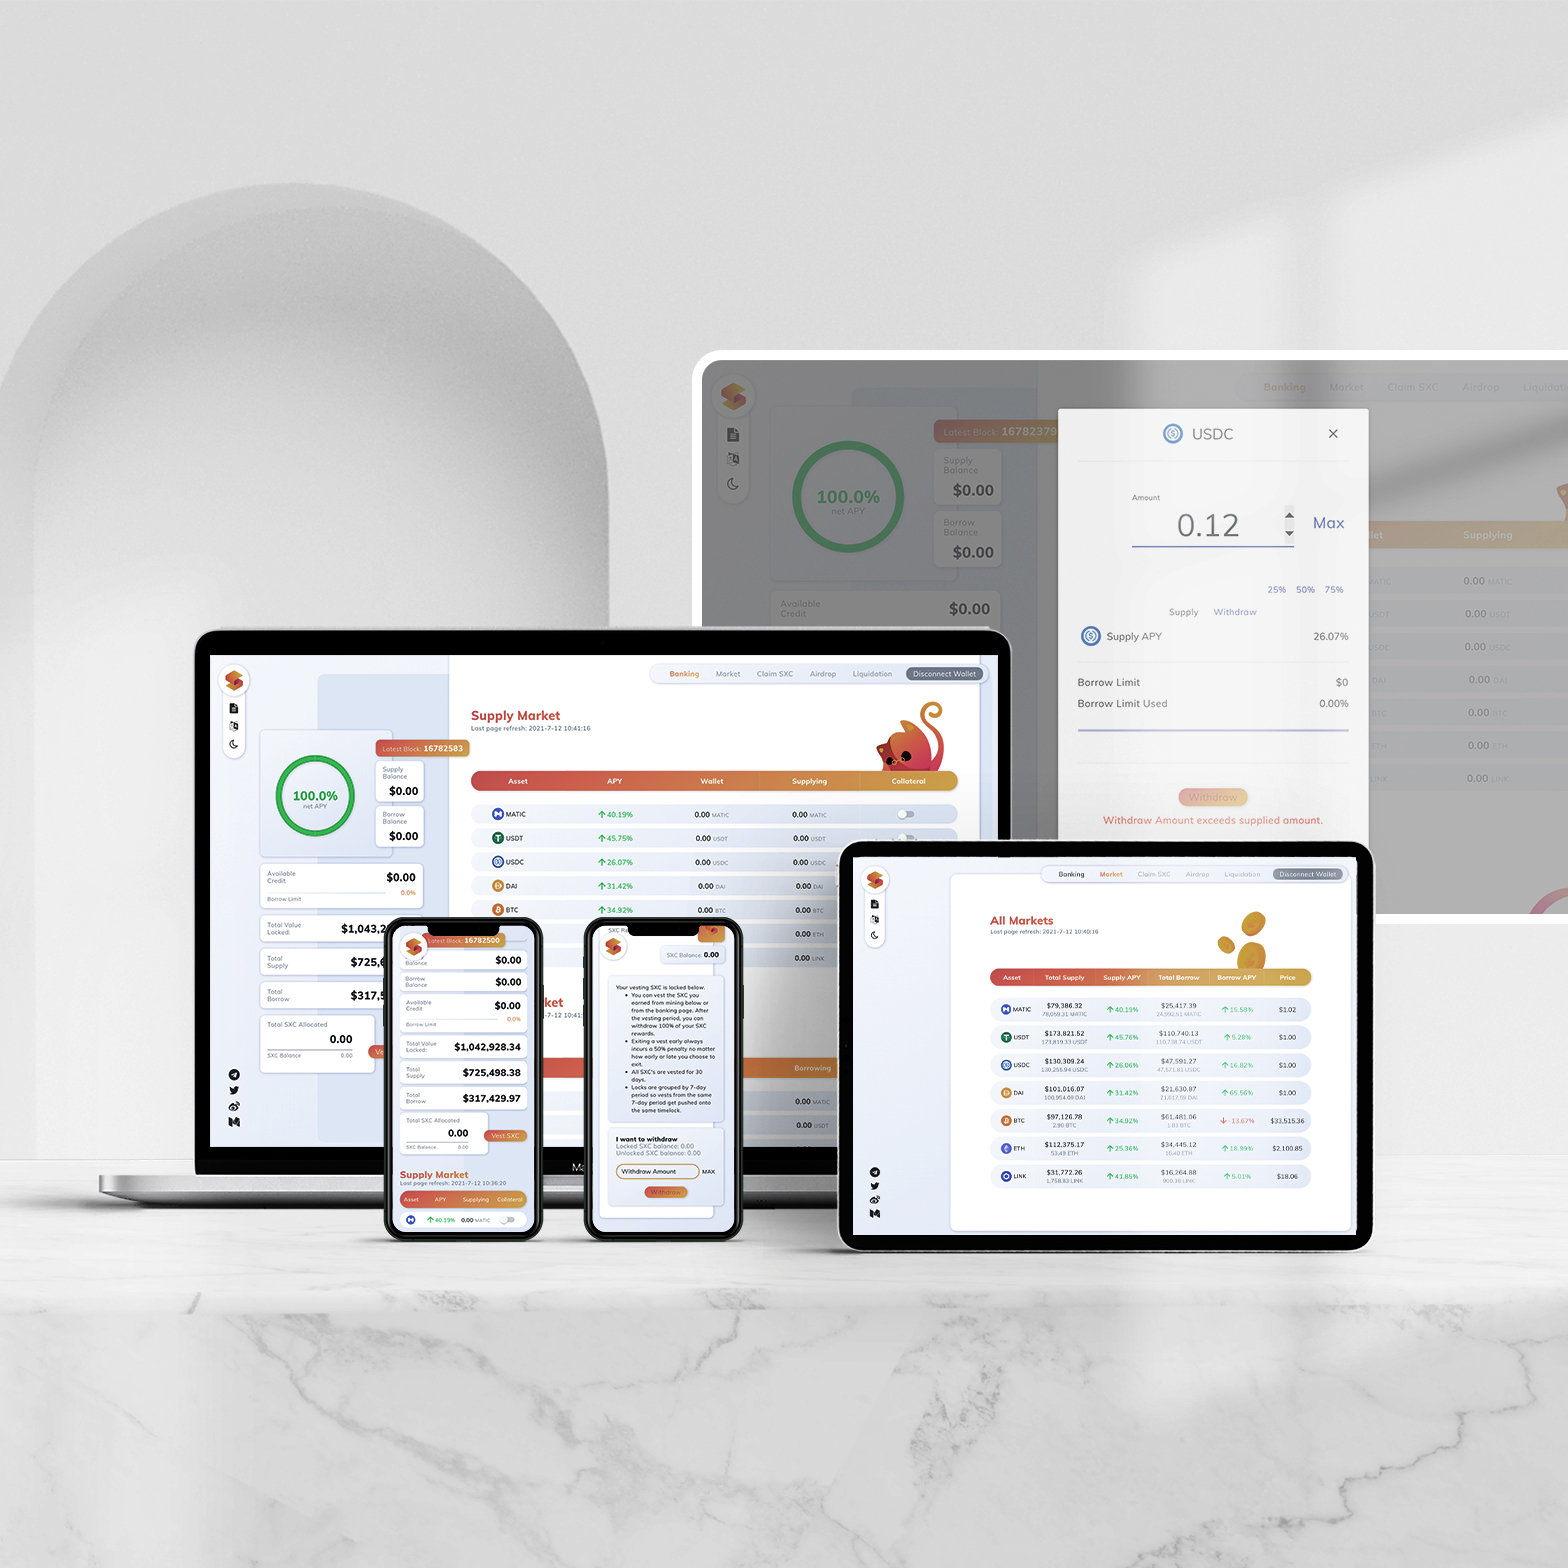 Banking Market Claim SXC Airdrop Liquidation
Latest Block: 16782379
100.0%
net APY
Supply
Balance
$0.00
Borrow
Balance
$0.00
Available
Credit
$0.00
USDC
Amount
0.12
Max
25% 50% 75%
Supply Withdraw
Supply APY 26.07%
Borrow Limit $0
Borrow Limit Used 0.00%
Withdraw
Withdraw Amount exceeds supplied amount.
Supplying
0.00 MATIC
0.00 USDT
0.00 USDC
0.00 DAI
0.00 BTC
0.00 ETH
0.00 LINK
Banking Market Claim SXC Airdrop Liquidation Disconnect Wallet
Supply Market
Last page refresh: 2021-7-12 10:41:16
Latest Block: 16782583
100.0%
net APY
Supply
Balance
$0.00
Borrow
Balance
$0.00
Available
Credit
$0.00
0.0%
Borrow Limit
Total Value
Locked:
$1,043,2
Total
Supply
$725,
Total
Borrow
$317,5
Total SXC Allocated
0.00
SXC Balance 0.00
Ve
Asset APY Wallet Supplying Collateral
MATIC 40.19% 0.00 MATIC 0.00 MATIC
USDT 45.75% 0.00 USDT 0.00 USDT
USDC 26.07% 0.00 USDC 0.00 USDC
DAI 31.42% 0.00 DAI 0.00 DAI
BTC 34.92% 0.00 BTC 0.00 BTC
0.00 ETH
0.00 LINK
ket
-7-12 10:41:
Borrowing
0.00 MATIC
0.00 USDT
Ma
Latest Block: 16782500
Balance
$0.00
Borrow
Balance
$0.00
Available
Credit
$0.00
0.0%
Borrow Limit
Total Value
Locked:
$1,042,928.34
Total
Supply
$725,498.38
Total
Borrow
$317,429.97
Total SXC Allocated
0.00
SXC Balance 0.00
Vest SXC
Supply Market
Last page refresh: 2021-7-12 10:36:20
Asset APY Supplying Collateral
40.19% 0.00 MATIC
SXC Balance: 0.00
Your vesting SXC is locked below.
• You can vest the SXC you
earned from mining below or
from the banking page. After
the vesting period, you can
withdraw 100% of your SXC
rewards.
• Exiting a vest early always
incurs a 50% penalty no matter
how early or late you choose to
exit.
• All SXC's are vested for 30
days.
• Locks are grouped by 7-day
period so vests from the same
7-day period get pushed onto
the same timelock.
I want to withdraw
Locked SXC balance: 0.00
Unlocked SXC balance: 0.00
Withdraw Amount MAX
Withdraw
Banking Market Claim SXC Airdrop Liquidation Disconnect Wallet
All Markets
Last page refresh: 2021-7-12 10:40:16
Asset Total Supply Supply APY Total Borrow Borrow APY Price
MATIC $79,386.32 40.19% $25,417.39 15.58% $1.02
78,059.31 MATIC 24,992.51 MATIC
USDT $173,821.52 45.76% $110,740.13 5.28% $1.00
173,819.33 USDT 110,738.74 USDT
USDC $130,309.24 26.06% $47,591.27 16.82% $1.00
130,255.94 USDC 47,571.81 USDC
DAI $101,016.07 31.42% $21,630.87 65.56% $1.00
100,954.00 DAI 21,617.59 DAI
BTC $97,126.78 34.92% $61,481.06 -13.67% $33,515.36
2.90 BTC 1.83 BTC
ETH $112,375.17 25.36% $34,445.12 18.99% $2,100.85
53.49 ETH 16.40 ETH
LINK $31,772.26 41.85% $16,264.88 5.01% $18.06
1,758.83 LINK 900.39 LINK